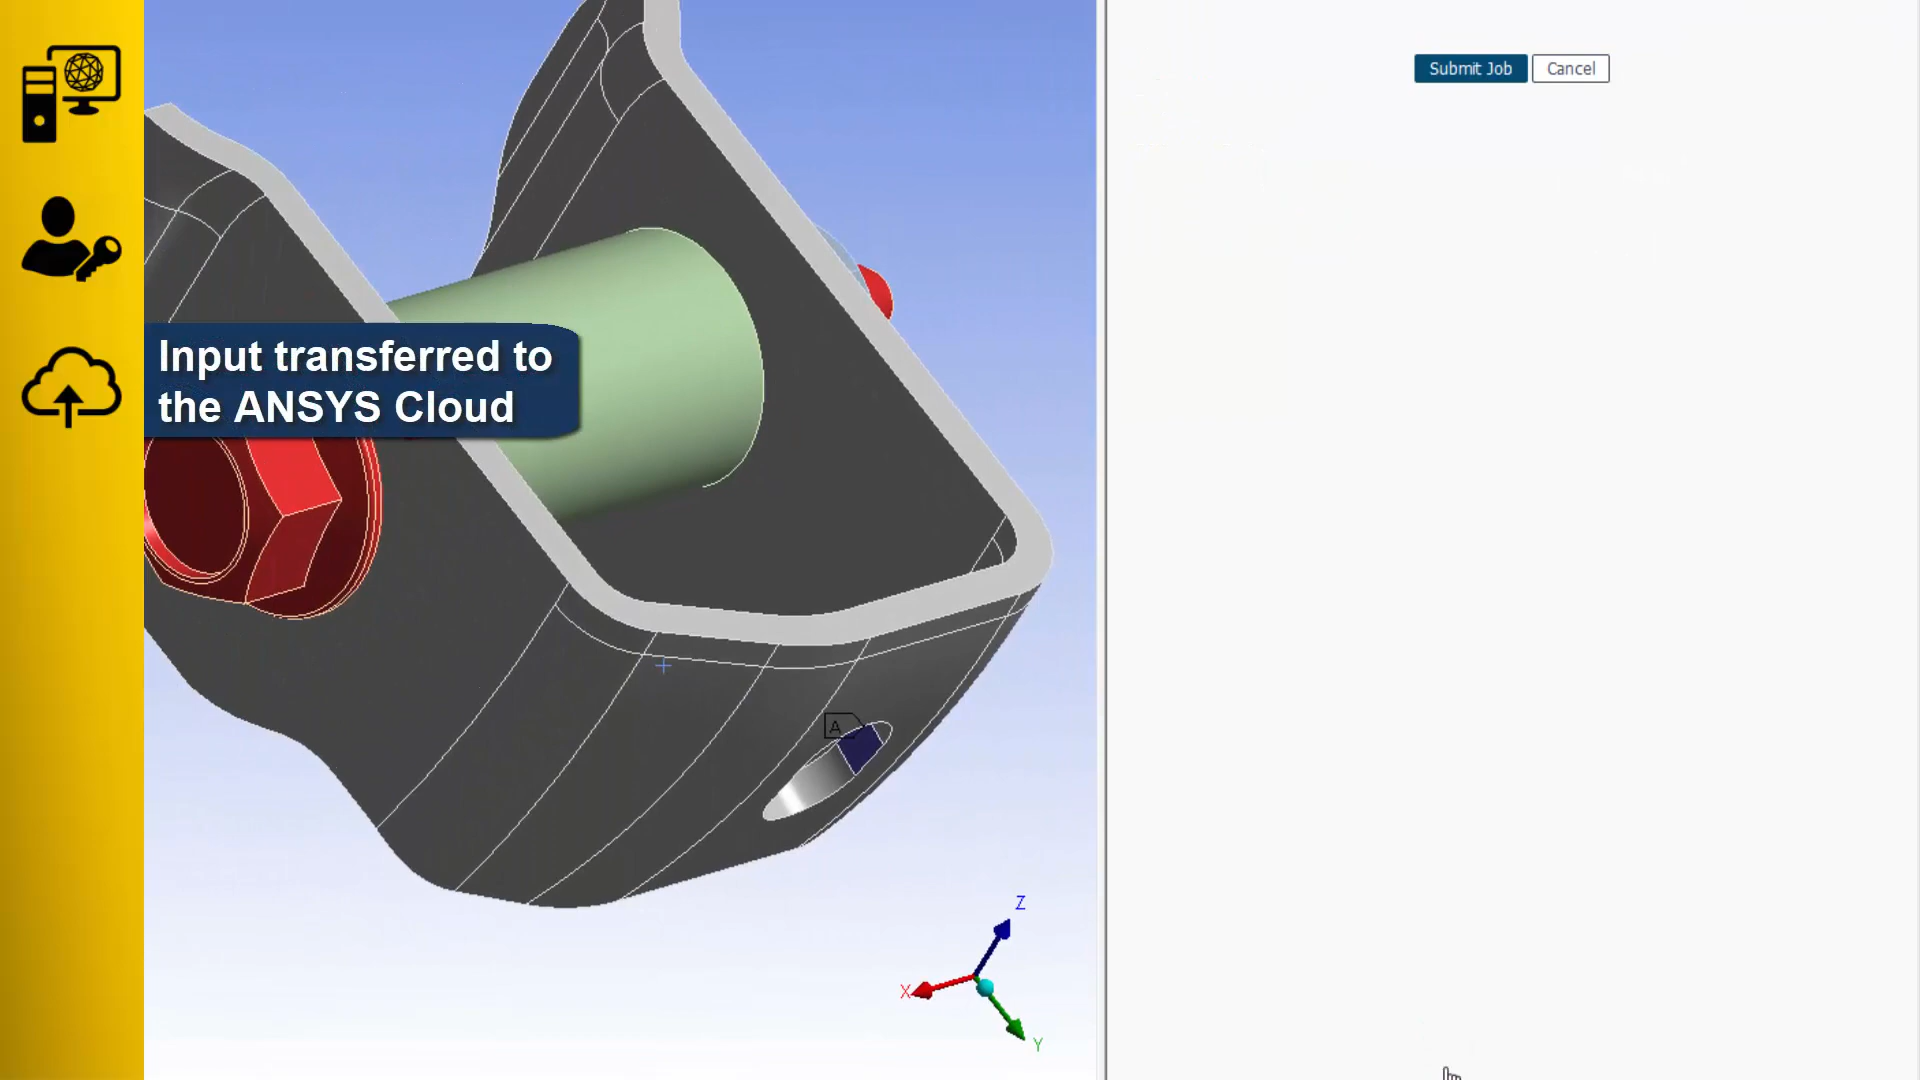 Submit Job
Cancel
Input transferred to
the ANSYS Cloud
A
Z
X
Y